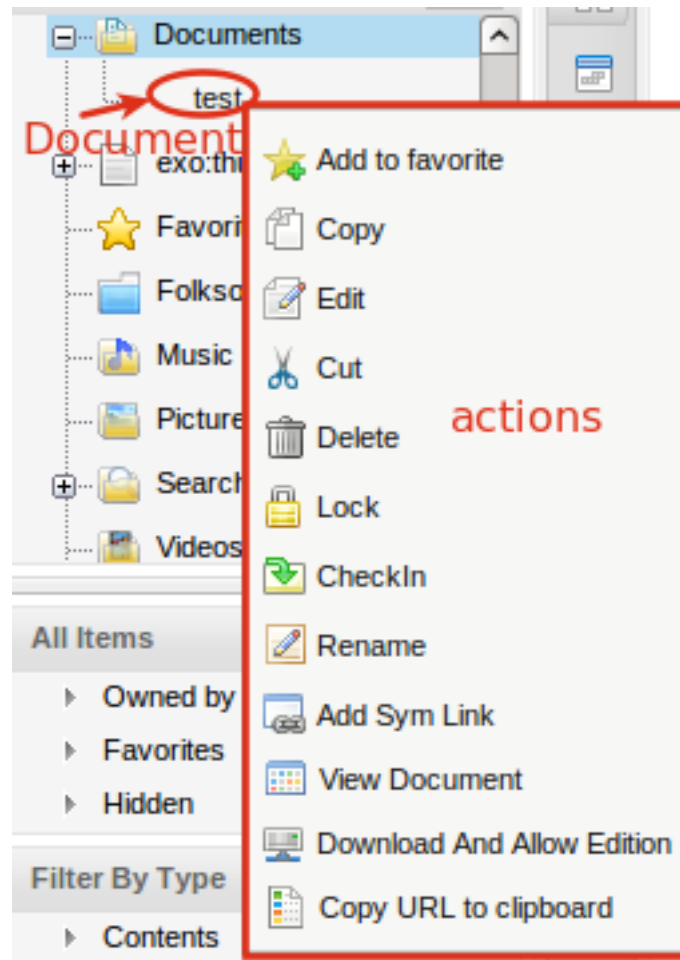 Documents
test
Document
exo:th
Favori
Folkso
Music
Picture
Search
Videos
All Items
Owned by
Favorites
Hidden
Filter By Type
Contents
Add to favorite
Copy
Edit
Cut
Delete
actions
Lock
CheckIn
Rename
Add Sym Link
View Document
Download And Allow Edition
Copy URL to clipboard